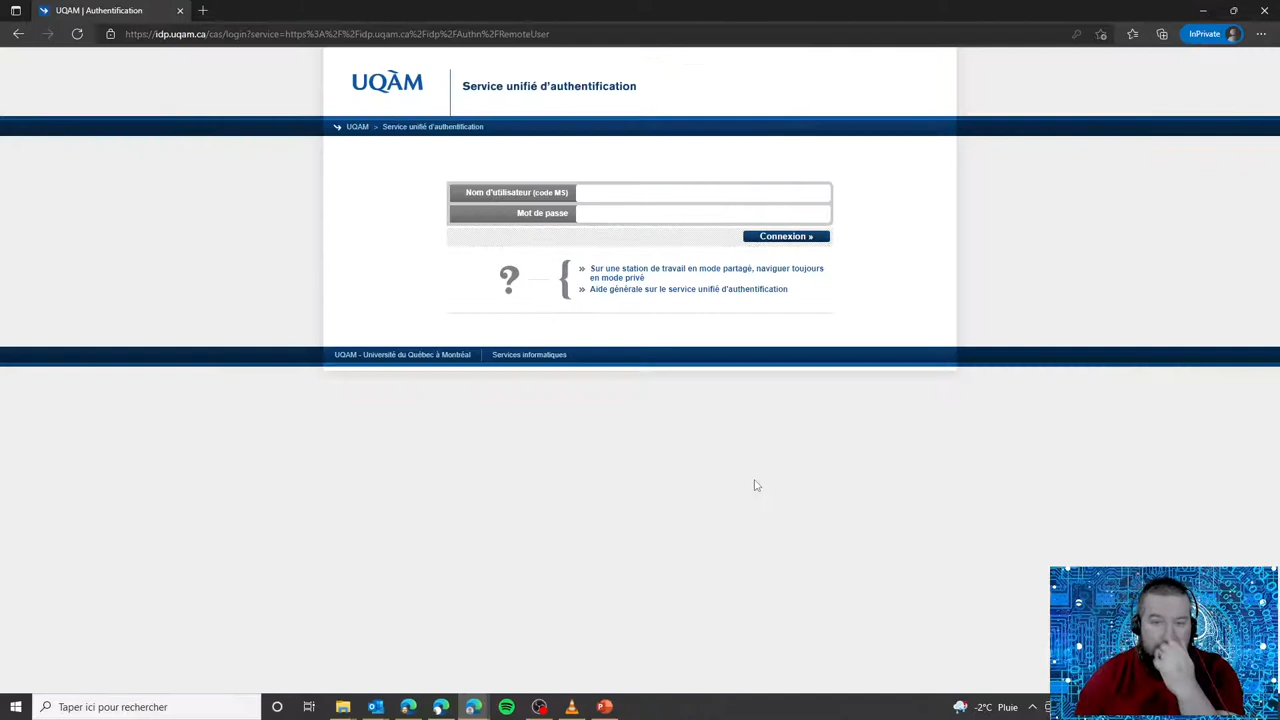 UQAM | Authentification
https://idp.uqam.ca/cas/login?service=https%3A%2F%2Fidp.uqam.ca%2Fidp%2FAuthn%2FRemoteUser
InPrivate
UQÀM
Service unifié d'authentification
UQAM > Service unifié d'authentification
Nom d'utilisateur (code MS)
Mot de passe
Connexion »
?
{
» Sur une station de travail en mode partagé, naviguer toujours
en mode privé
» Aide générale sur le service unifié d'authentification
UQAM - Université du Québec à Montréal
Services informatiques
Taper ici pour rechercher
-2°C Pluie